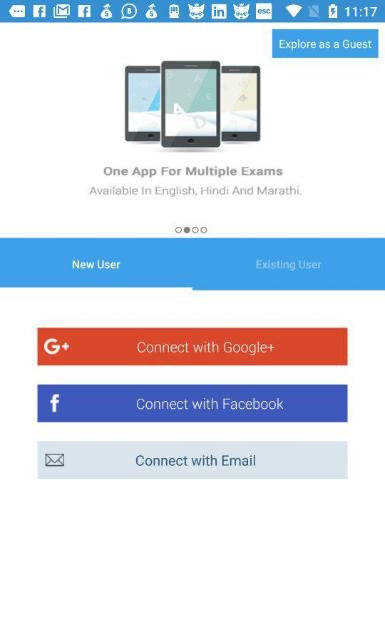 11:17
Explore as a Guest
One App For Multiple Exams
Available In English, Hindi And Marathi.
New User
Existing User
G+ Connect with Google+
f Connect with Facebook
Connect with Email